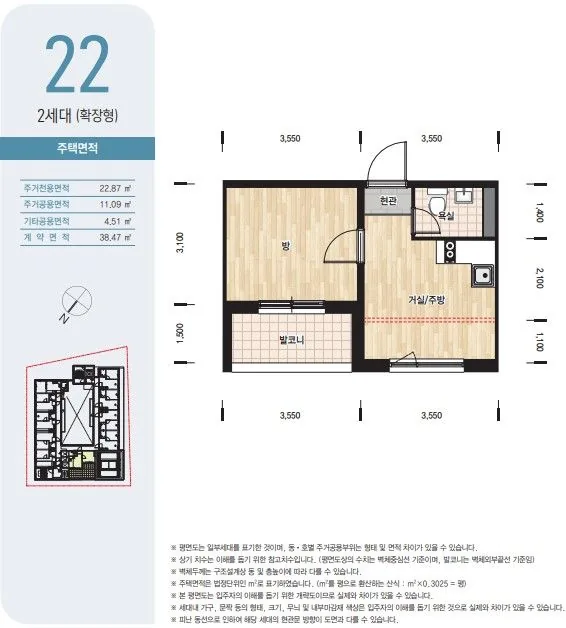 22
2세대 (확장형)
주택면적
주거전용면적 22.87 ㎡
주거공용면적 11.09 ㎡
기타공용면적 4.51 ㎡
계 약 면 적 38.47 ㎡
N
3,550 3,550
현관
욕실
방
거실/주방
발코니
3,100
1,500
1,400
2,100
1,100
3,550 3,550
※ 평면도는 일부세대를 표기한 것이며, 동·호별 주거공용부위는 형태 및 면적 차이가 있을 수 있습니다.
※ 상기 치수는 이해를 돕기 위한 참고치수입니다. (평면도상의 수치는 벽체중심선 기준이며, 발코니는 벽체외부끝선 기준임)
※ 벽체두께는 구조설계상 동 및 층높이에 따라 다를 수 있습니다.
※ 주택면적은 법정단위인 ㎡로 표기하였습니다. (㎡를 평으로 환산하는 산식 : ㎡×0.3025 = 평)
※ 본 평면도는 입주자의 이해를 돕기 위한 개략도이므로 실제와 차이가 있을 수 있습니다.
※ 세대내 가구, 문짝 등의 형태, 크기, 무늬 및 내부마감재 색상은 입주자의 이해를 돕기 위한 것으로 실제와 차이가 있을 수 있습니다.
※ 피난 동선으로 인하여 해당 세대의 현관문 방향이 도면과 다를 수 있습니다.